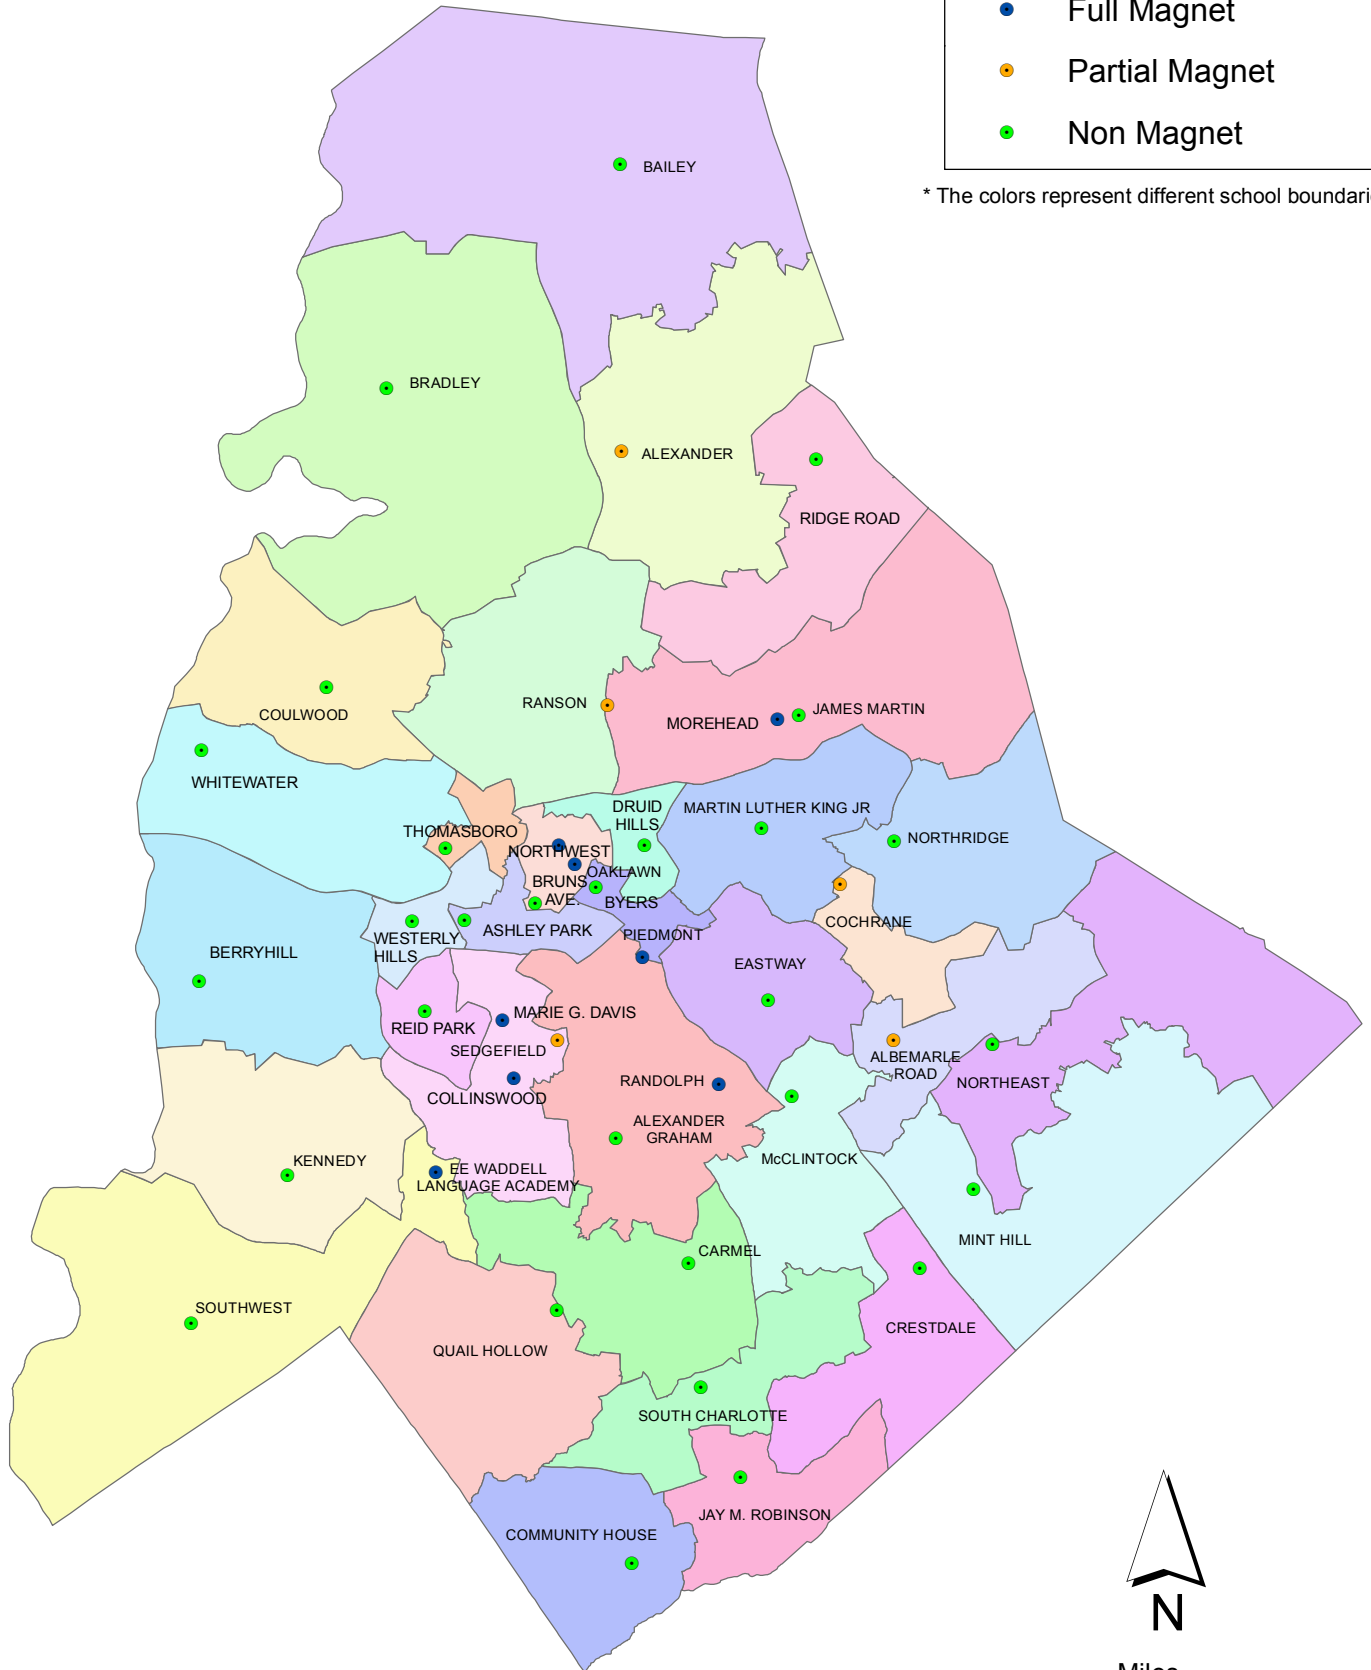 Full Magnet
Partial Magnet
Non Magnet
BAILEY
BRADLEY
ALEXANDER
RIDGE ROAD
RANSON
MOREHEAD
JAMES MARTIN
COULWOOD
WHITEWATER
DRUID
HILLS
MARTIN LUTHER KING JR
THOMASBORO
NORTHRIDGE
NORTHWEST
OAKLAWN
BRUNS
AVE.
BYERS
COCHRANE
ASHLEY PARK
PIEDMONT
WESTERLY
HILLS
BERRYHILL
EASTWAY
MARIE G. DAVIS
REID PARK
SEDGEFIELD
ALBEMARLE
ROAD
RANDOLPH
NORTHEAST
COLLINSWOOD
ALEXANDER
GRAHAM
KENNEDY
McCLINTOCK
EE WADDELL
LANGUAGE ACADEMY
MINT HILL
CARMEL
SOUTHWEST
CRESTDALE
QUAIL HOLLOW
SOUTH CHARLOTTE
JAY M. ROBINSON
COMMUNITY HOUSE
N
* The colors represent different school